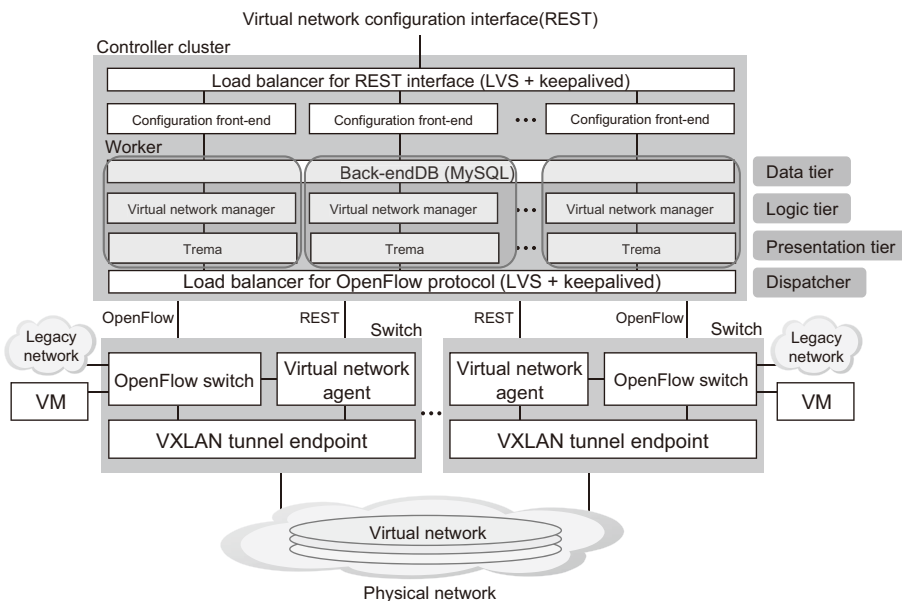 Virtual network configuration interface(REST)
Controller cluster
Load balancer for REST interface (LVS + keepalived)
Configuration front-end
Configuration front-end
Configuration front-end
Worker
Back-endDB (MySQL)
Data tier
Virtual network manager
Virtual network manager
Virtual network manager
Logic tier
Trema
Trema
Trema
Presentation tier
Load balancer for OpenFlow protocol (LVS + keepalived)
Dispatcher
OpenFlow
REST
REST
OpenFlow
Switch
Switch
Legacy
network
OpenFlow switch
Virtual network
agent
Virtual network
agent
OpenFlow switch
Legacy
network
VM
VM
VXLAN tunnel endpoint
VXLAN tunnel endpoint
Virtual network
Physical network